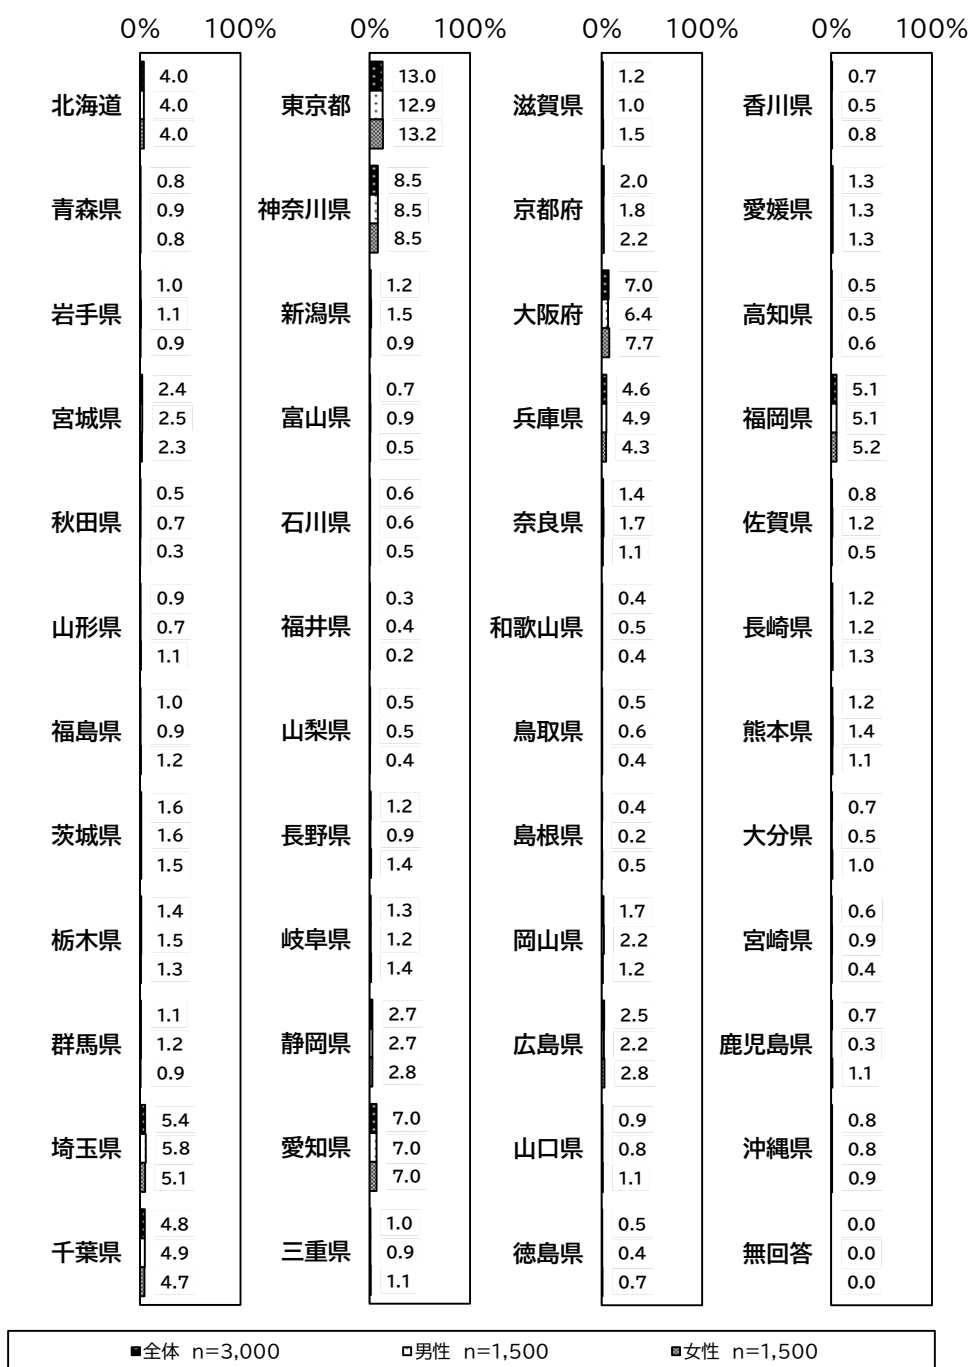 0% 100% 0% 100% 0% 100% 0% 100%
北海道 4.0 4.0 4.0
青森県 0.8 0.9 0.8
岩手県 1.0 1.1 0.9
宮城県 2.4 2.5 2.3
秋田県 0.5 0.7 0.3
山形県 0.9 0.7 1.1
福島県 1.0 0.9 1.2
茨城県 1.6 1.6 1.5
栃木県 1.4 1.5 1.3
群馬県 1.1 1.2 0.9
埼玉県 5.4 5.8 5.1
千葉県 4.8 4.9 4.7
東京都 13.0 12.9 13.2
神奈川県 8.5 8.5 8.5
新潟県 1.2 1.5 0.9
富山県 0.7 0.9 0.5
石川県 0.6 0.6 0.5
福井県 0.3 0.4 0.2
山梨県 0.5 0.5 0.4
長野県 1.2 0.9 1.4
岐阜県 1.3 1.2 1.4
静岡県 2.7 2.7 2.8
愛知県 7.0 7.0 7.0
三重県 1.0 0.9 1.1
滋賀県 1.2 1.0 1.5
京都府 2.0 1.8 2.2
大阪府 7.0 6.4 7.7
兵庫県 4.6 4.9 4.3
奈良県 1.4 1.7 1.1
和歌山県 0.4 0.5 0.4
鳥取県 0.5 0.6 0.4
島根県 0.4 0.2 0.5
岡山県 1.7 2.2 1.2
広島県 2.5 2.2 2.8
山口県 0.9 0.8 1.1
徳島県 0.5 0.4 0.7
香川県 0.7 0.5 0.8
愛媛県 1.3 1.3 1.3
高知県 0.5 0.5 0.6
福岡県 5.1 5.1 5.2
佐賀県 0.8 1.2 0.5
長崎県 1.2 1.2 1.3
熊本県 1.2 1.4 1.1
大分県 0.7 0.5 1.0
宮崎県 0.6 0.9 0.4
鹿児島県 0.7 0.3 1.1
沖縄県 0.8 0.8 0.9
無回答 0.0 0.0 0.0
全体 n=3,000 男性 n=1,500 女性 n=1,500